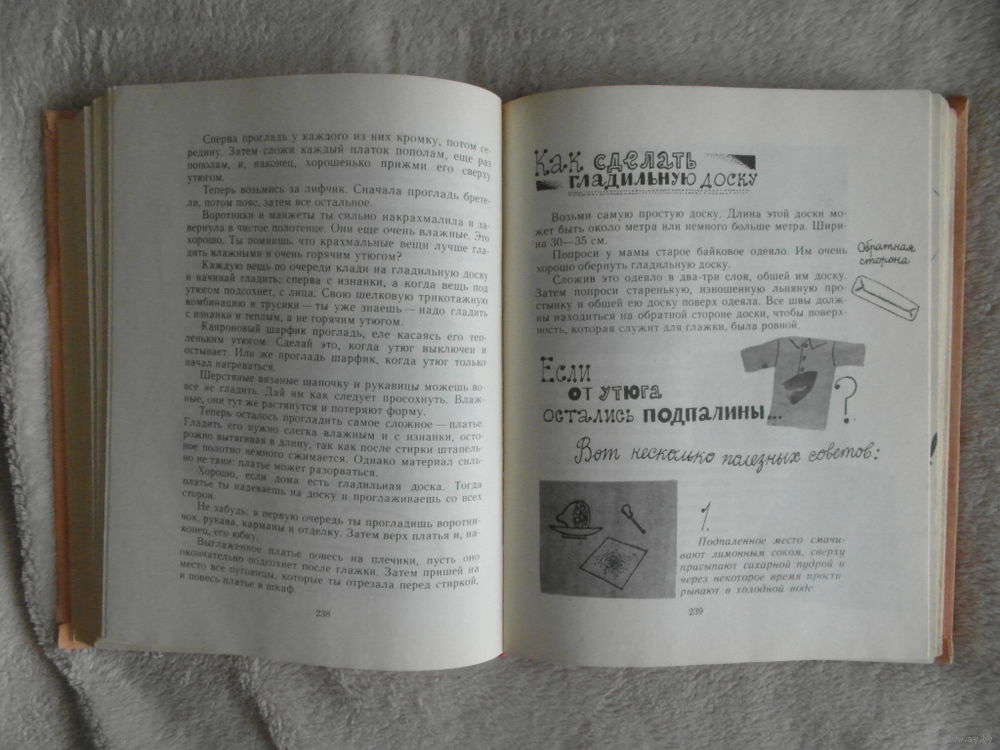 Сперва прогладь у каждого из них кромку, потом се-
редину. Затем сложи каждый платок пополам, еще раз
пополам, и, наконец, хорошенько прижми его сверху
утюгом.
Теперь возьмись за лифчик. Сначала прогладь брете-
ли, потом пояс, затем все остальное.
Воротники и манжеты ты сильно накрахмалила и за-
вернула в чистое полотенце. Они еще очень влажные. Это
хорошо. Ты помнишь, что крахмальные вещи лучше гла-
дить влажными и очень горячим утюгом?
Каждую вещь по очереди клади на гладильную доску
и начинай гладить: сперва с изнанки, а когда вещь под
утюгом подсохнет, с лица. Свою шелковую трикотажную
комбинацию и трусики — ты уже знаешь — надо гладить
с изнанки и теплым, а не горячим утюгом.
Капроновый шарфик прогладь, еле касаясь его теп-
леньким утюгом. Сделай это, когда утюг выключен и
остывает. Или же прогладь шарфик, когда утюг только
начал нагреваться.
Шерстяные вязаные шапочку и рукавицы можешь во-
все не гладить. Дай им как следует просохнуть. Влаж-
ные, они тут же растянутся и потеряют форму.
Теперь осталось прогладить самое сложное — платье.
Гладить его нужно слегка влажным и с изнанки, осто-
рожно вытягивая в длину, так как после стирки штапель-
ное полотно немного сжимается. Однако материал силь-
но не тяни: платье может разорваться.
Хорошо, если дома есть гладильная доска. Тогда
платье ты надеваешь на доску и проглаживаешь со всех
сторон.
Не забудь: в первую очередь ты прогладишь воротни-
чок, рукава, карманы и отделку. Затем верх платья и, на-
конец, его юбку.
Выглаженное платье повесь на плечики, пусть оно
окончательно подсохнет после глажки. Затем пришей на
место все пуговицы, которые ты отрезала перед стиркой,
и повесь платье в шкаф.
238
Как сделать
гладильную доску
Возьми самую простую доску. Длина этой доски мо-
жет быть около метра или немного больше метра. Шири-
на 30—35 см.
Попроси у мамы старое байковое одеяло. Им очень
хорошо обернуть гладильную доску.
Сложив это одеяло в два-три слоя, обшей им доску.
Затем попроси старенькую, изношенную льняную про-
стынку и обшей ею доску поверх одеяла. Все швы долж-
ны находиться на обратной стороне доски, чтобы поверх-
ность, которая служит для глажки, была ровной.
Обратная
сторона
Если
от утюга
остались подпалины...
?
Вот несколько полезных советов:
1.
Подпаленное место смачи-
вают лимонным соком, сверху
присыпают сахарной пудрой и
через некоторое время прости-
рывают в холодной воде.
239
www.ay.by